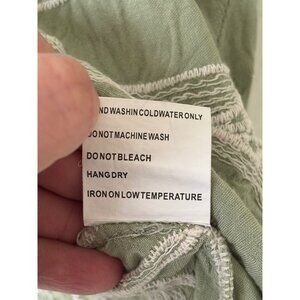 ND WASH IN COLD WATER ONLY
DO NOT MACHINE WASH
DO NOT BLEACH
HANG DRY
IRON ON LOW TEMPERATURE